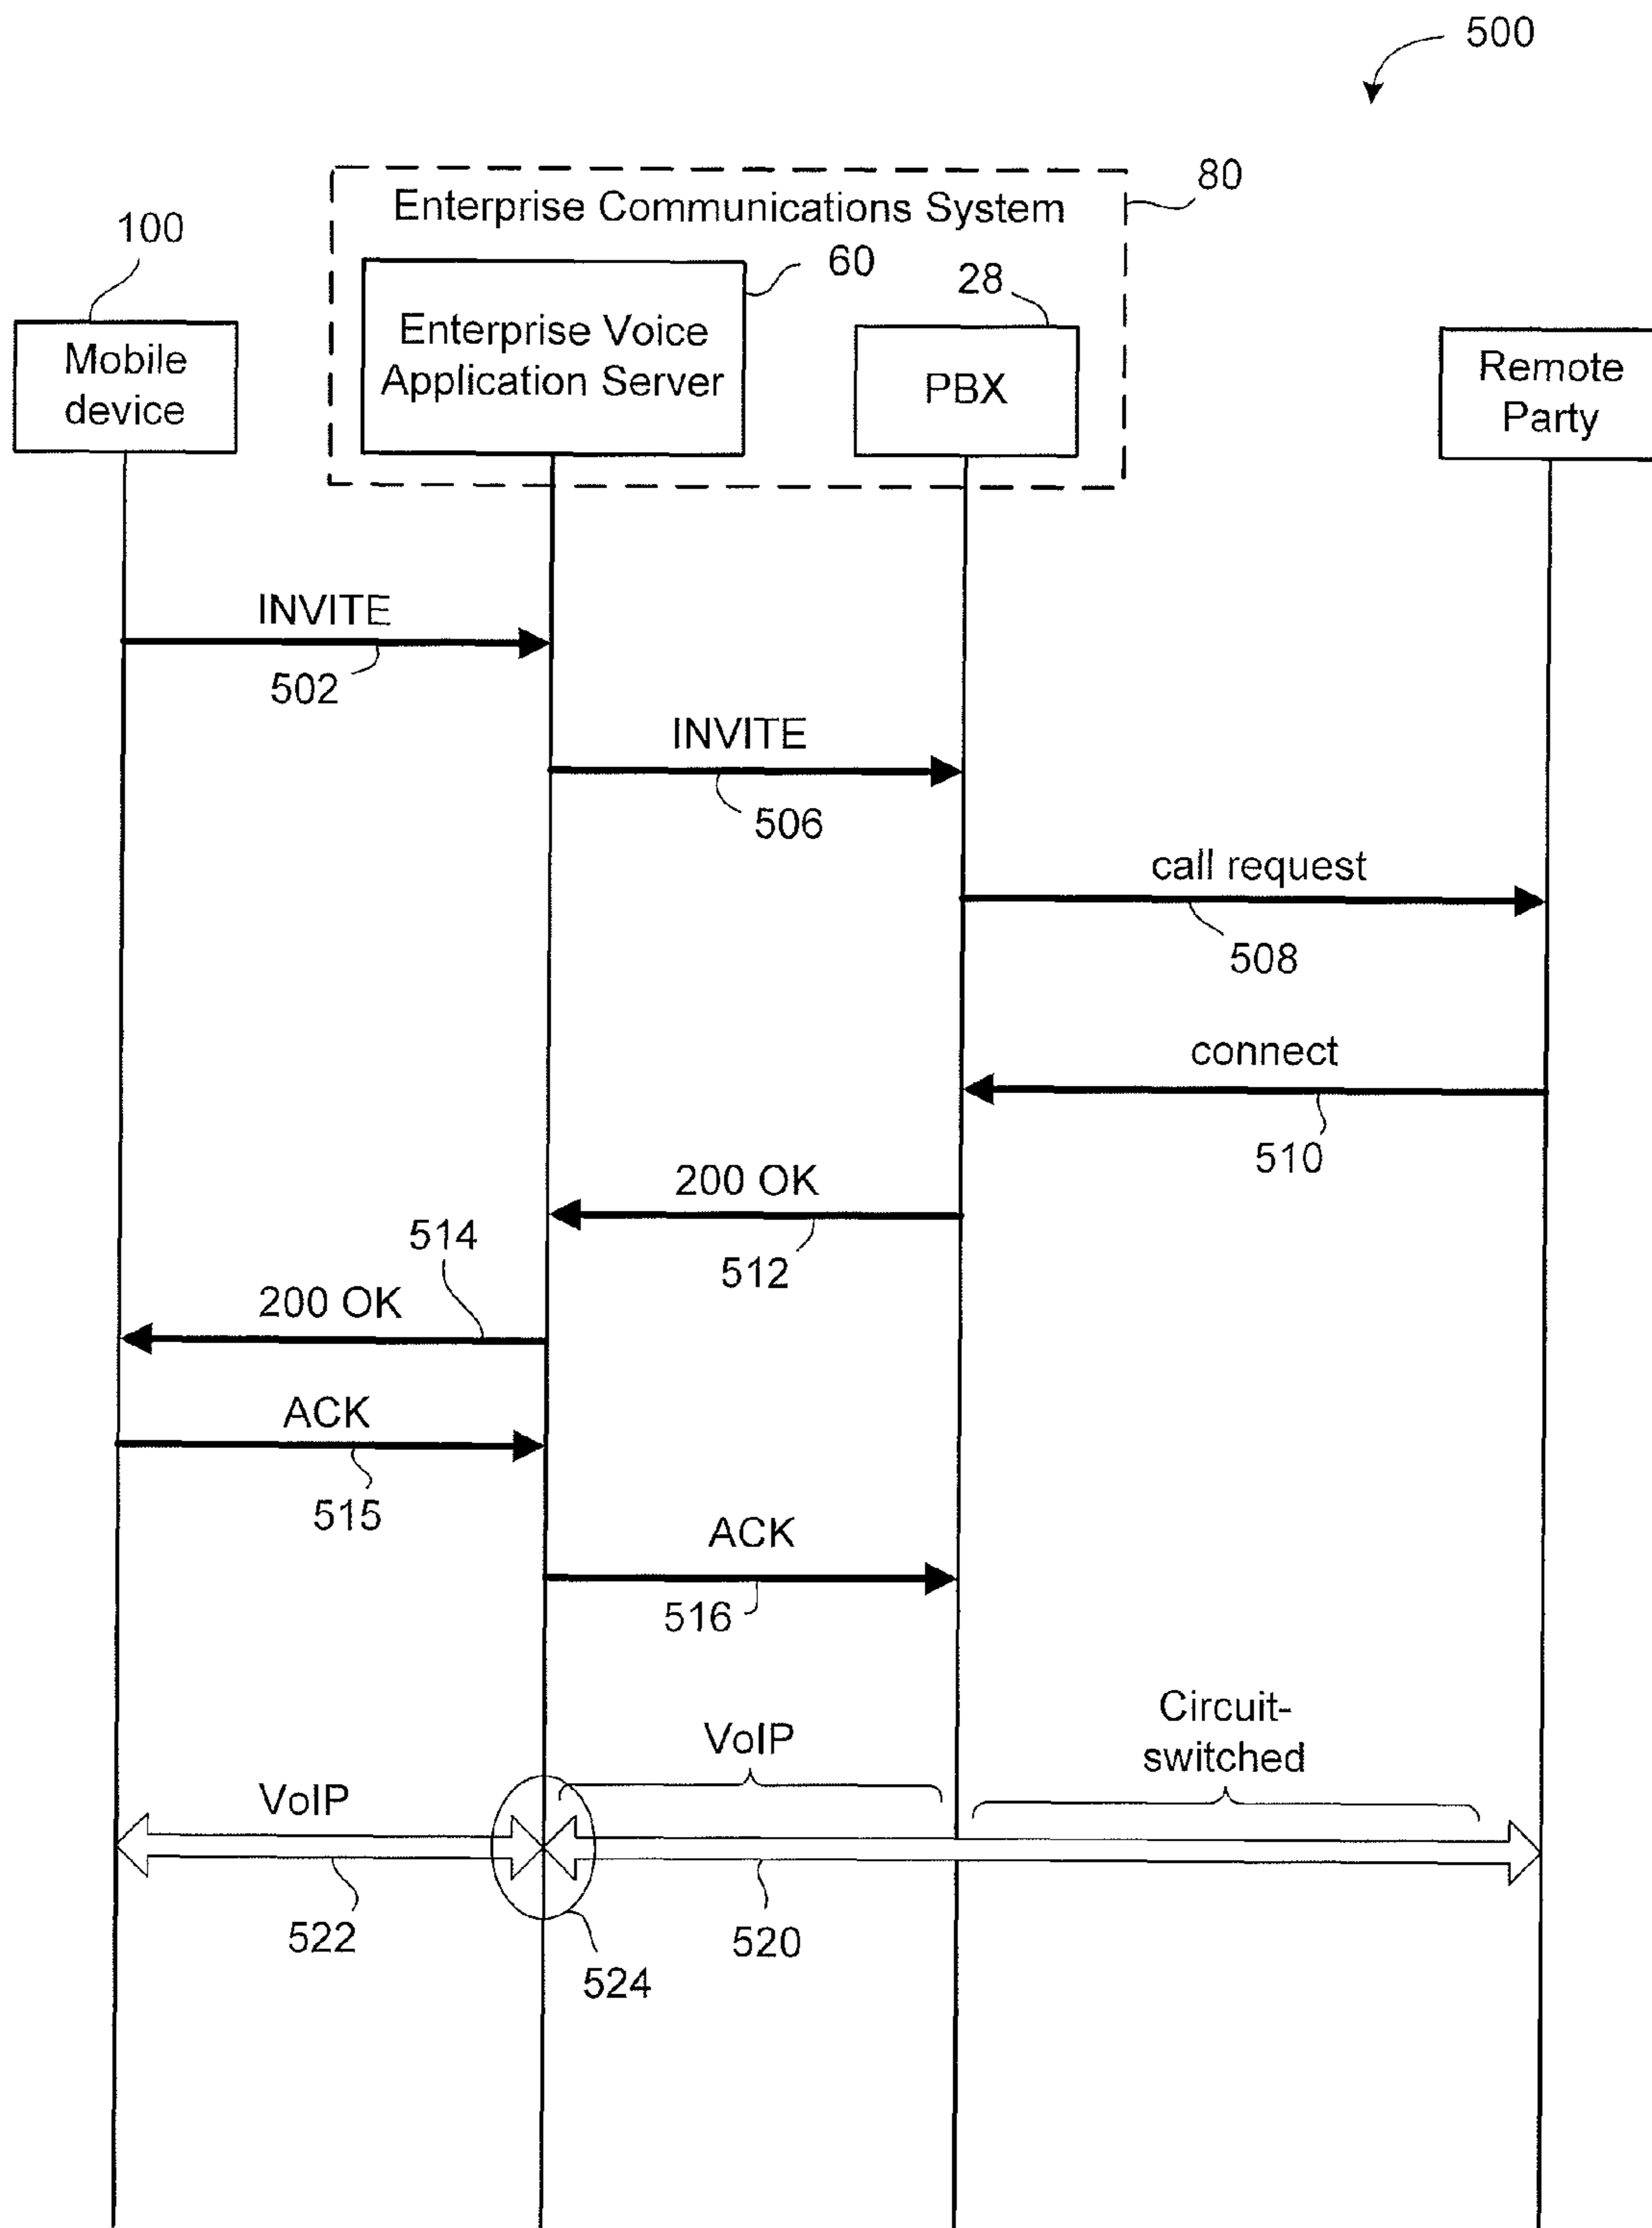 500
80
Enterprise Communications System
100
60
28
Mobile
device
Enterprise Voice
Application Server
PBX
Remote
Party
INVITE
502
INVITE
506
call request
508
connect
510
200 OK
512
514
200 OK
ACK
515
ACK
516
Circuit-
switched
VoIP
VoIP
522
520
524